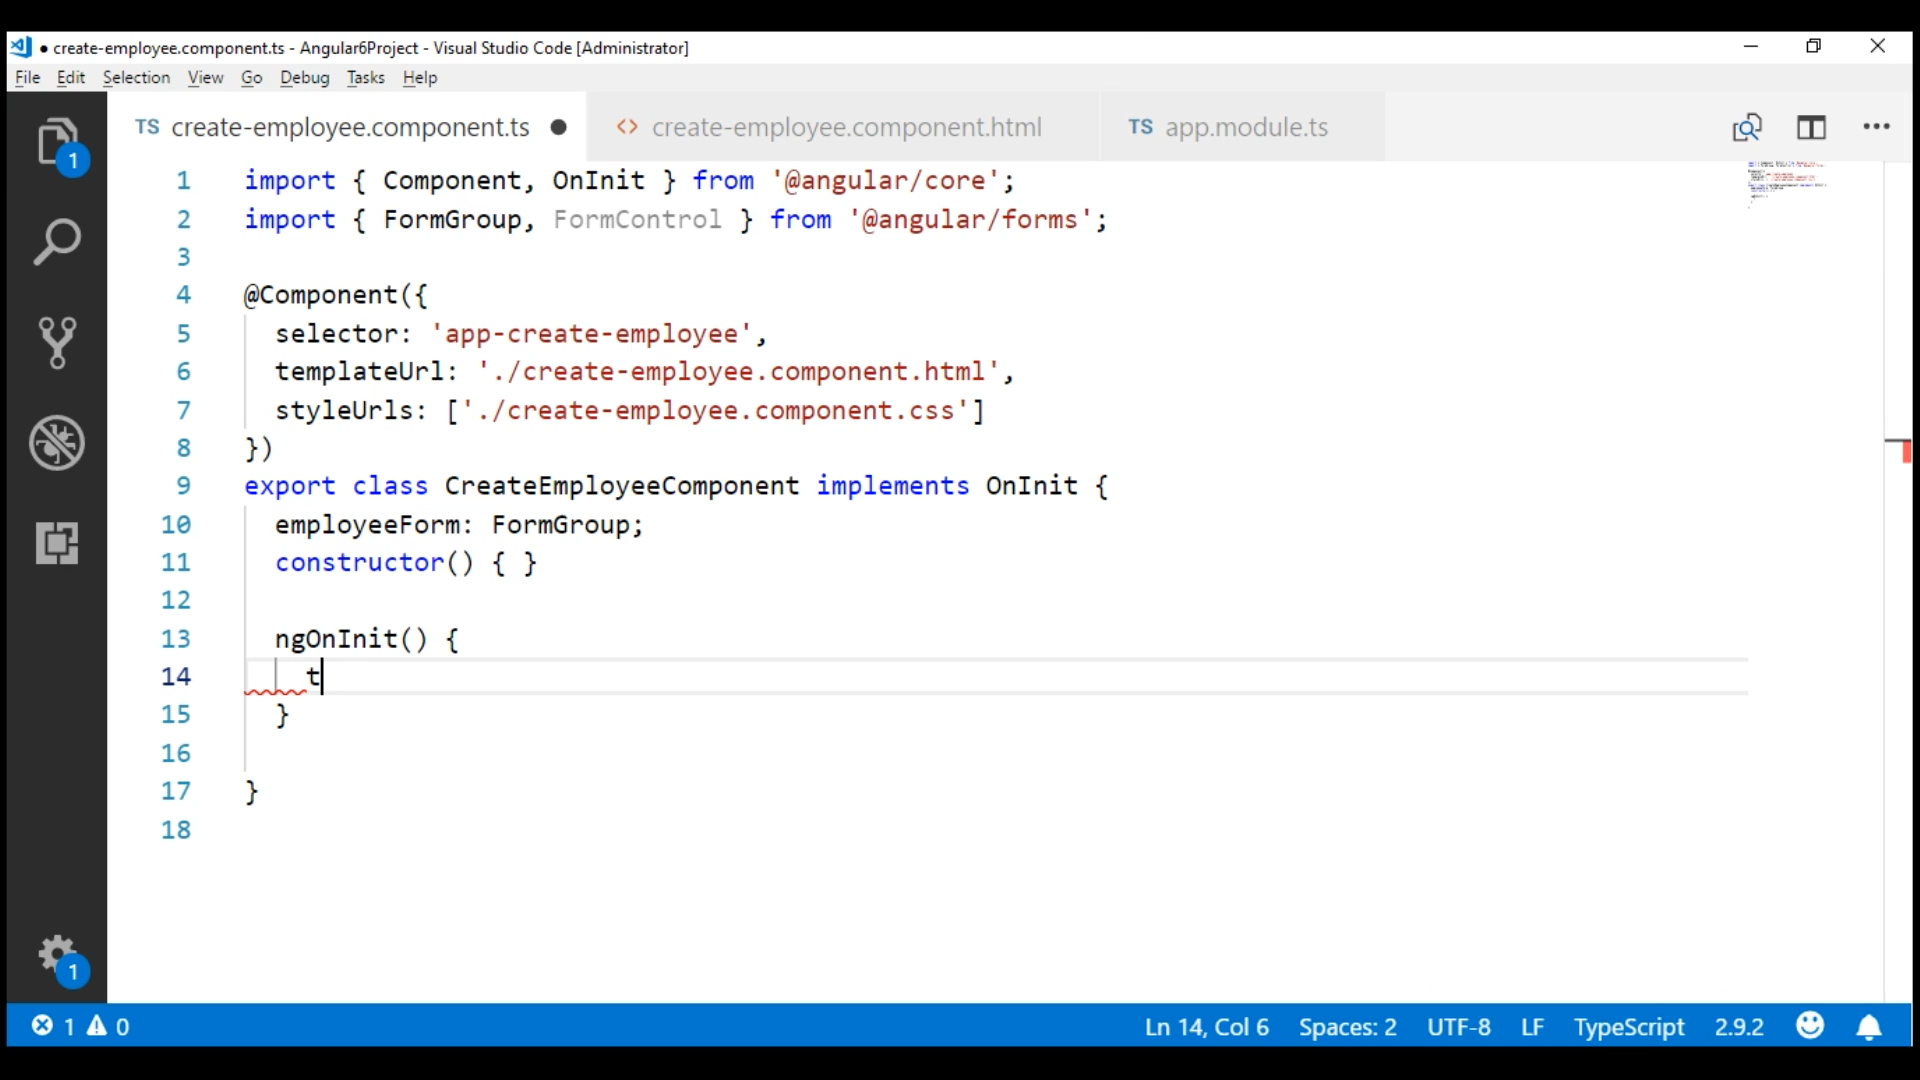 ● create-employee.component.ts - Angular6Project - Visual Studio Code [Administrator]
File Edit Selection View Go Debug Tasks Help
TS create-employee.component.ts ● <> create-employee.component.html TS app.module.ts
1 import { Component, OnInit } from '@angular/core';
2 import { FormGroup, FormControl } from '@angular/forms';
3
4 @Component({
5 selector: 'app-create-employee',
6 templateUrl: './create-employee.component.html',
7 styleUrls: ['./create-employee.component.css']
8 })
9 export class CreateEmployeeComponent implements OnInit {
10 employeeForm: FormGroup;
11 constructor() { }
12
13 ngOnInit() {
14 t
15 }
16
17 }
18
1
1
1 0 Ln 14, Col 6 Spaces: 2 UTF-8 LF TypeScript 2.9.2